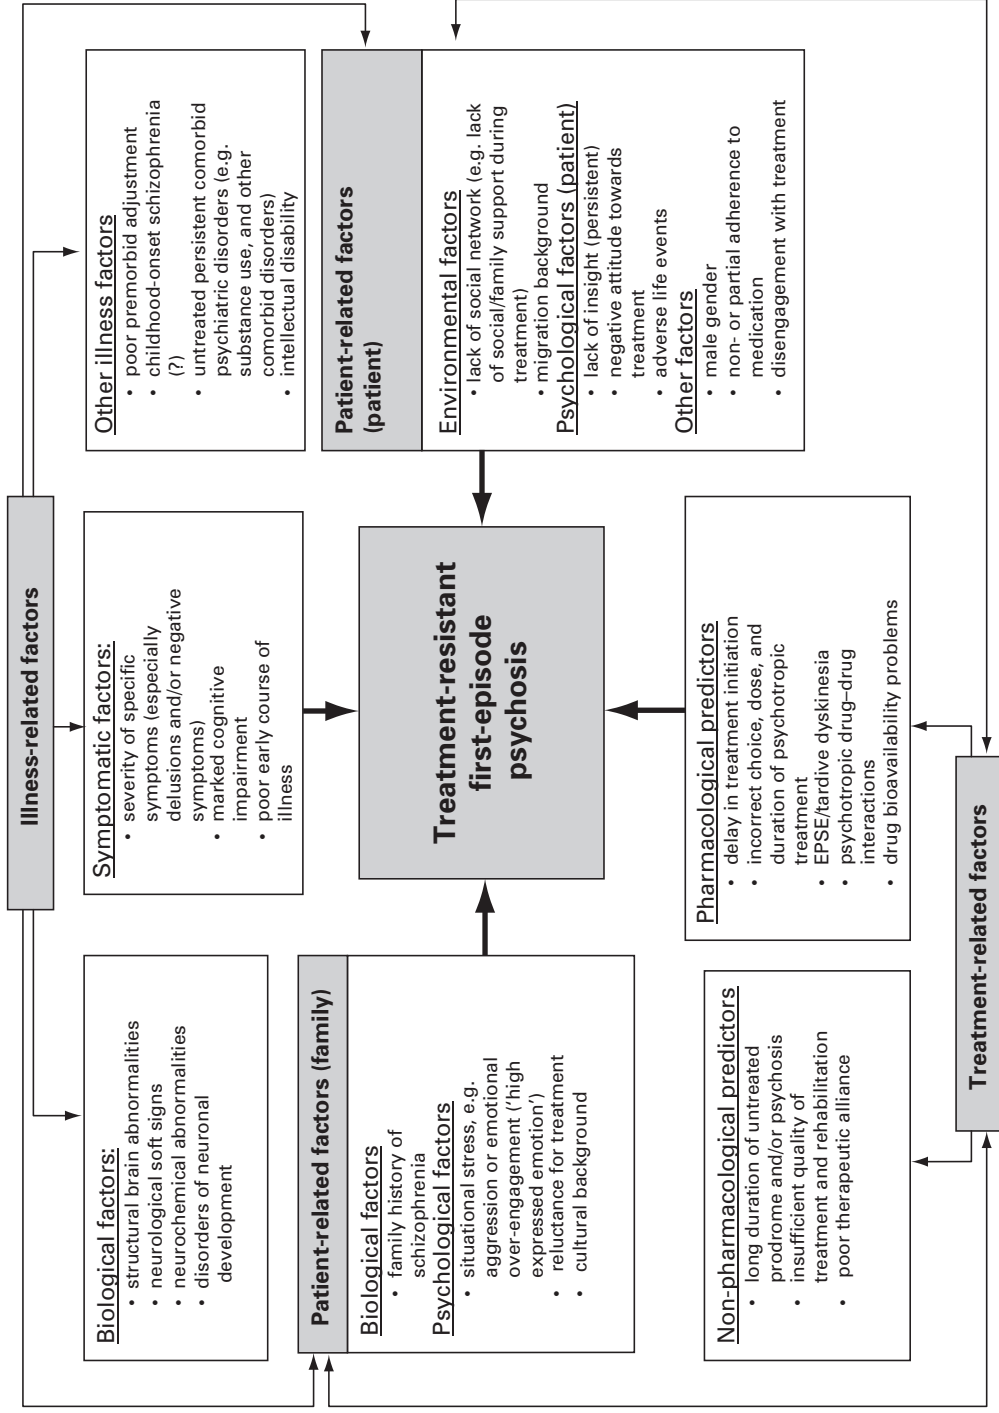 Illness-related factors
Biological factors:
• structural brain abnormalities
• neurological soft signs
• neurochemical abnormalities
• disorders of neuronal
development
Symptomatic factors:
• severity of specific
symptoms (especially
delusions and/or negative
symptoms)
• marked cognitive
impairment
• poor early course of
illness
Other illness factors
• poor premorbid adjustment
• childhood-onset schizophrenia
(?)
• untreated persistent comorbid
psychiatric disorders (e.g.
substance use, and other
comorbid disorders)
• intellectual disability
Patient-related factors (family)
Biological factors
• family history of
schizophrenia
Psychological factors
• situational stress, e.g.
aggression or emotional
over-engagement (‘high
expressed emotion’)
• reluctance for treatment
• cultural background
Treatment-resistant
first-episode
psychosis
Patient-related factors
(patient)
Environmental factors
• lack of social network (e.g. lack
of social/family support during
treatment)
• migration background
Psychological factors (patient)
• lack of insight (persistent)
• negative attitude towards
treatment
• adverse life events
Other factors
• male gender
• non- or partial adherence to
medication
• disengagement with treatment
Non-pharmacological predictors
• long duration of untreated
prodrome and/or psychosis
• insufficient quality of
treatment and rehabilitation
• poor therapeutic alliance
Pharmacological predictors
• delay in treatment initiation
• incorrect choice, dose, and
duration of psychotropic
treatment
• EPSE/tardive dyskinesia
• psychotropic drug–drug
interactions
• drug bioavailability problems
Treatment-related factors